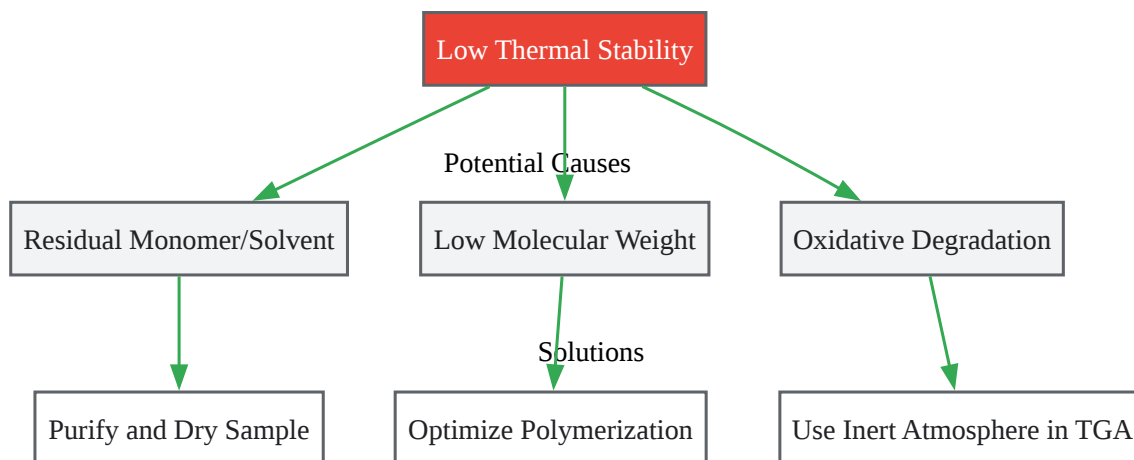 Low Thermal Stability
Potential Causes
Residual Monomer/Solvent
Low Molecular Weight
Oxidative Degradation
Solutions
Purify and Dry Sample
Optimize Polymerization
Use Inert Atmosphere in TGA